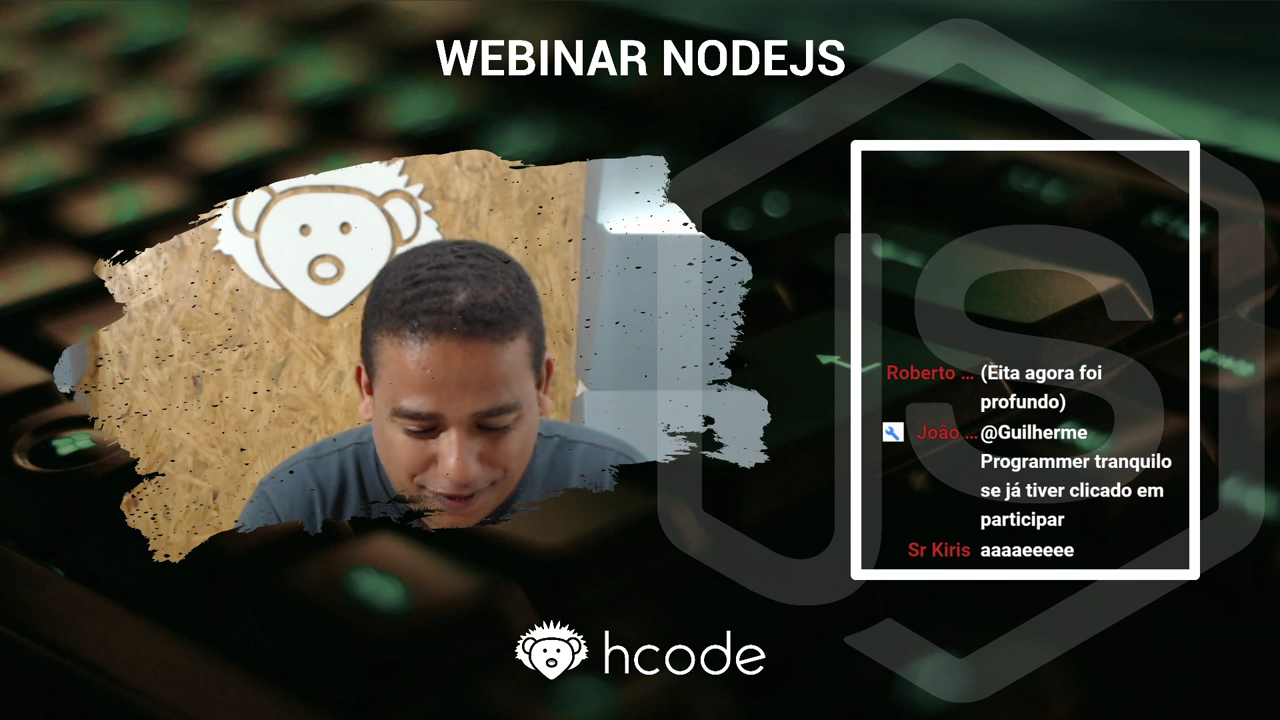 WEBINAR NODEJS
Roberto ... (Eita agora foi
profundo)
João ... @Guilherme
Programmer tranquilo
se já tiver clicado em
participar
Sr Kiris aaaaeeeee
JS
hcode